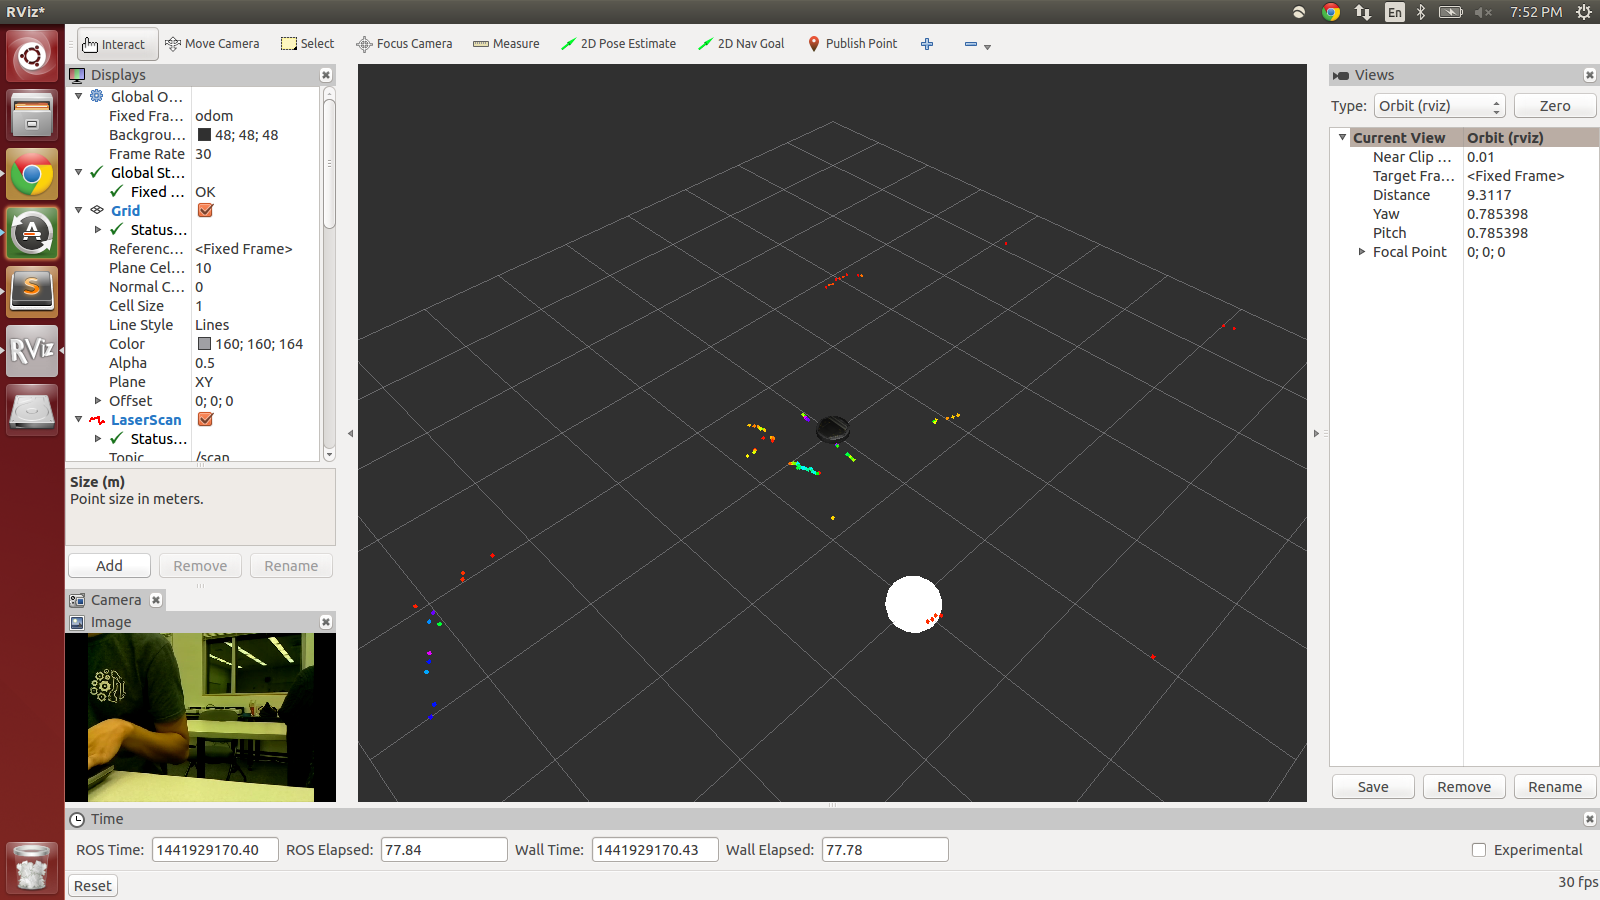 RViz*
En
7:52 PM
Interact
Move Camera
Select
Focus Camera
Measure
2D Pose Estimate
2D Nav Goal
Publish Point
Displays
Global O...
Fixed Fra... odom
Backgrou... 48; 48; 48
Frame Rate 30
Global St...
Fixed ... OK
Grid
Status...
Referenc... <Fixed Frame>
Plane Cel... 10
Normal C... 0
Cell Size 1
Line Style Lines
Color 160; 160; 164
Alpha 0.5
Plane XY
Offset 0; 0; 0
LaserScan
Status...
Topic /scan
Size (m)
Point size in meters.
Add Remove Rename
Camera
Image
Views
Type: Orbit (rviz) Zero
Current View Orbit (rviz)
Near Clip ... 0.01
Target Fra... <Fixed Frame>
Distance 9.3117
Yaw 0.785398
Pitch 0.785398
Focal Point 0; 0; 0
Save Remove Rename
Time
ROS Time: 1441929170.40 ROS Elapsed: 77.84 Wall Time: 1441929170.43 Wall Elapsed: 77.78 Experimental
Reset
30 fps
S
A
RViz